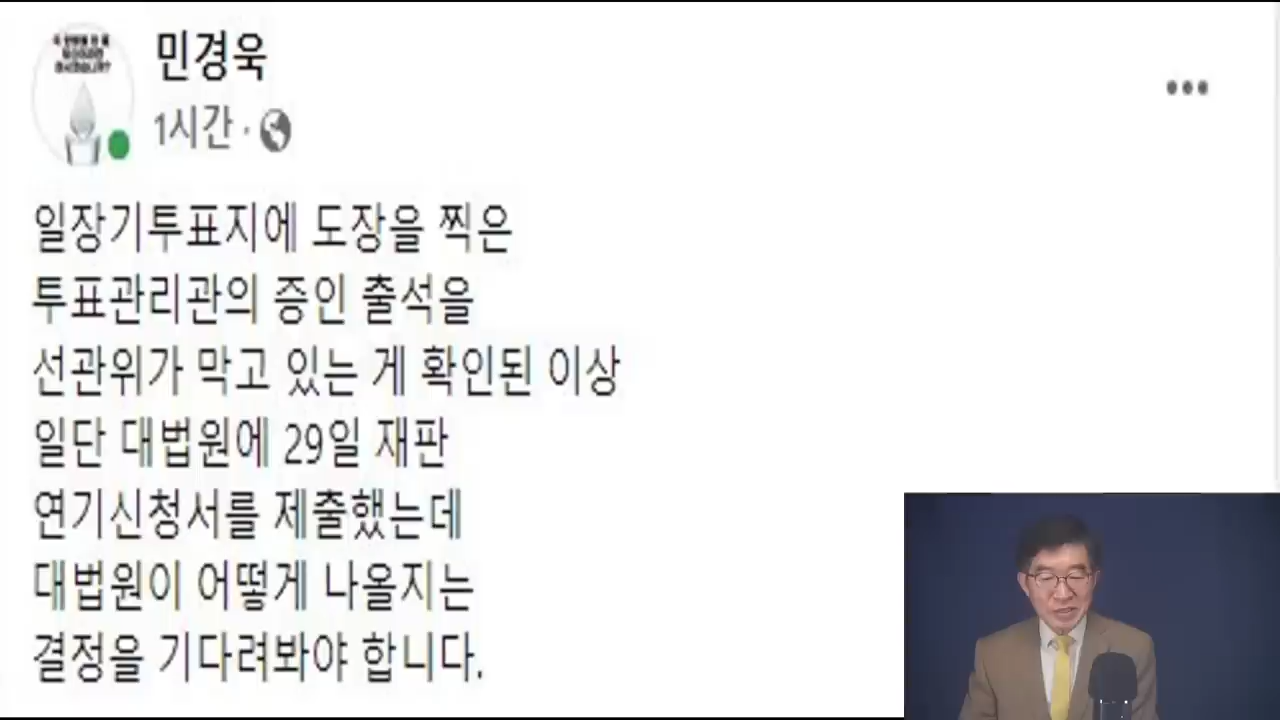 민경욱
1시간 ·
일장기투표지에 도장을 찍은
투표관리관의 증인 출석을
선관위가 막고 있는 게 확인된 이상
일단 대법원에 29일 재판
연기신청서를 제출했는데
대법원이 어떻게 나올지는
결정을 기다려봐야 합니다.